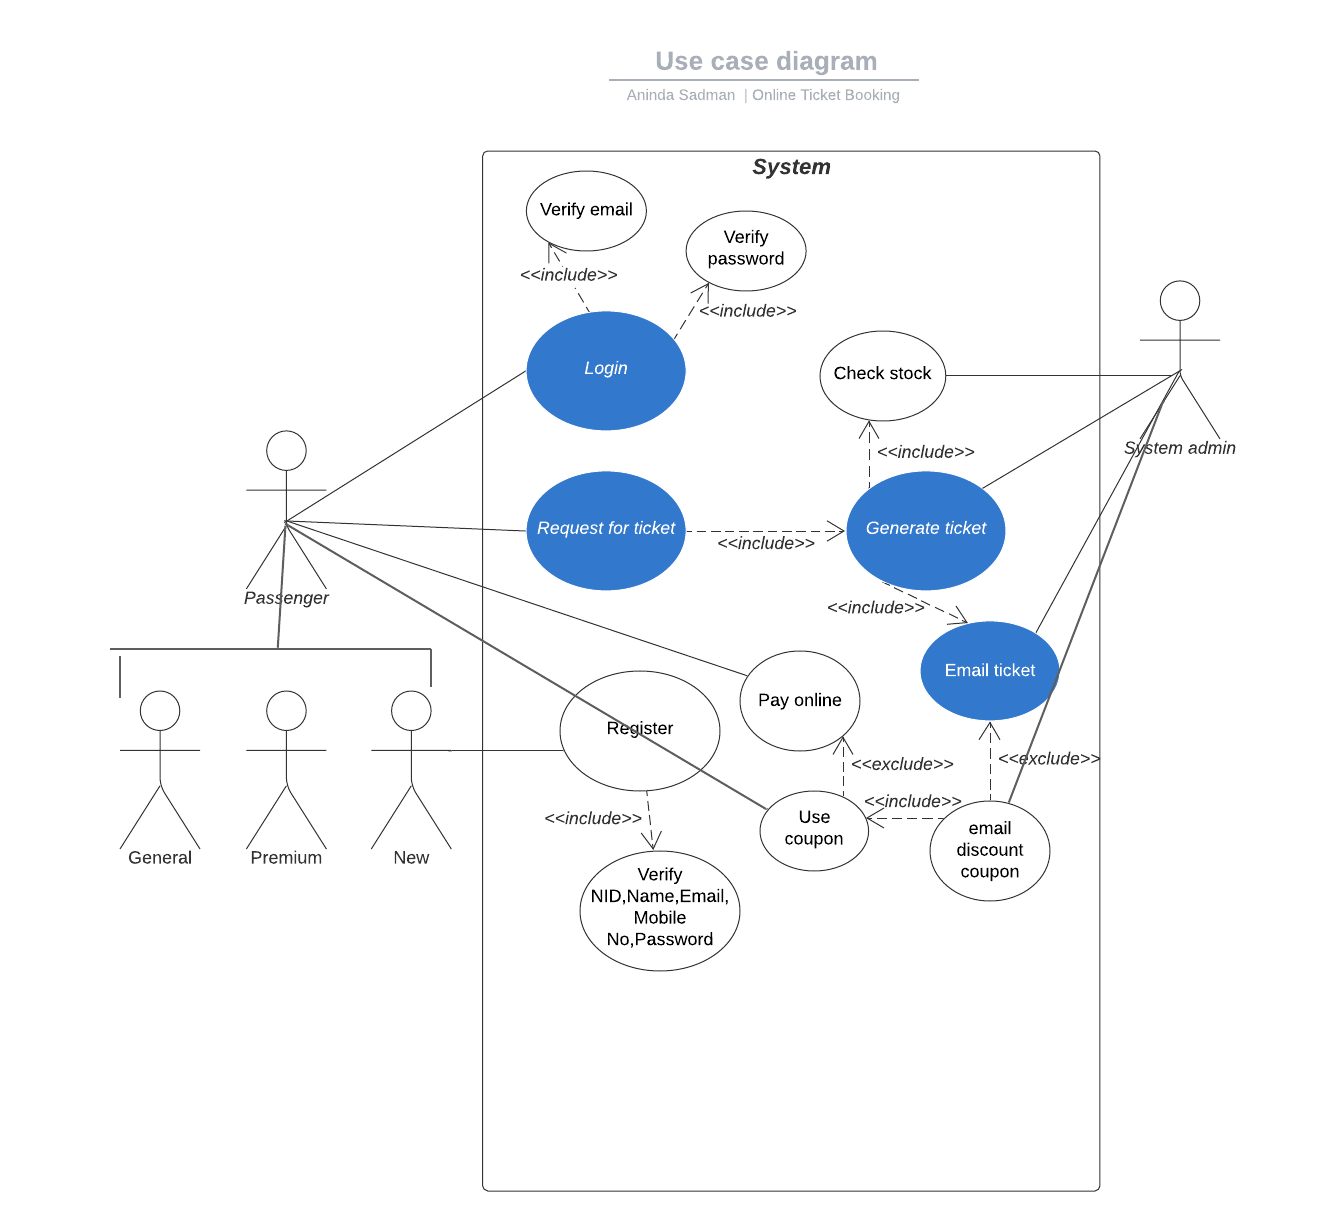 Use case diagram
Aninda Sadman | Online Ticket Booking
System
Verify email
Verify
password
<<include>>
<<include>>
Login
Check stock
<<include>>
System admin
Request for ticket
<<include>>
Generate ticket
Passenger
<<include>>
Email ticket
Pay online
Register
<<exclude>>
<<exclude>>
<<include>>
<<include>>
Use
coupon
email
discount
coupon
General
Premium
New
Verify
NID,Name,Email,
Mobile
No,Password